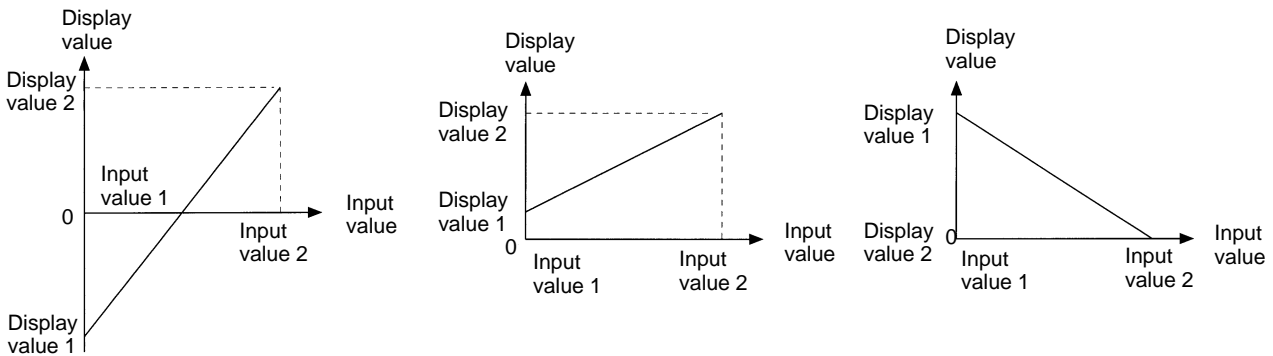 Display
value
Display
value 2
Input
value 1
0
Input
value
Input
value 2
Display
value 1
Display
value
Display
value 2
Display
value 1
0
Input
value 1
Input
value 2
Input
value
Display
value
Display
value 1
Display
value 2
0
Input
value 1
Input
value 2
Input
value